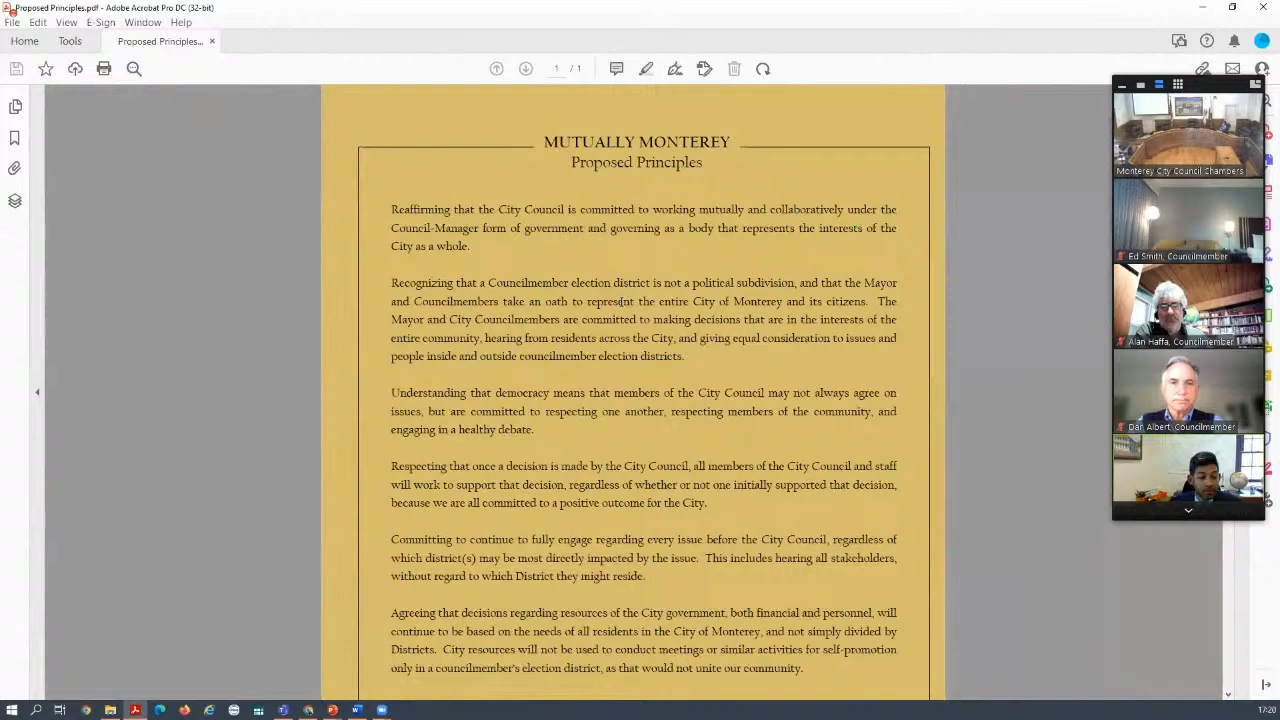 Proposed Principles.pdf - Adobe Acrobat Pro DC (32-bit)
File Edit View E-Sign Window Help
Home Tools Proposed Principles... ×
1 / 1
MUTUALLY MONTEREY
Proposed Principles
Reaffirming that the City Council is committed to working mutually and collaboratively under the
Council-Manager form of government and governing as a body that represents the interests of the
City as a whole.
Recognizing that a Councilmember election district is not a political subdivision, and that the Mayor
and Councilmembers take an oath to represent the entire City of Monterey and its citizens. The
Mayor and City Councilmembers are committed to making decisions that are in the interests of the
entire community, hearing from residents across the City, and giving equal consideration to issues and
people inside and outside councilmember election districts.
Understanding that democracy means that members of the City Council may not always agree on
issues, but are committed to respecting one another, respecting members of the community, and
engaging in a healthy debate.
Respecting that once a decision is made by the City Council, all members of the City Council and staff
will work to support that decision, regardless of whether or not one initially supported that decision,
because we are all committed to a positive outcome for the City.
Committing to continue to fully engage regarding every issue before the City Council, regardless of
which district(s) may be most directly impacted by the issue. This includes hearing all stakeholders,
without regard to which District they might reside.
Agreeing that decisions regarding resources of the City government, both financial and personnel, will
continue to be based on the needs of all residents in the City of Monterey, and not simply divided by
Districts. City resources will not be used to conduct meetings or similar activities for self-promotion
only in a councilmember's election district, as that would not unite our community.
Monterey City Council Chambers
Ed Smith, Councilmember
Alan Haffa, Councilmember
Dan Albert, Councilmember
17:20